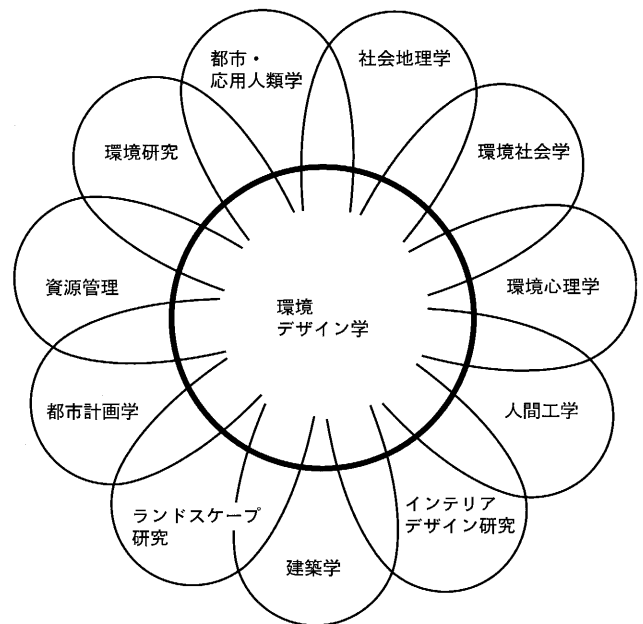 都市・
応用人類学
社会地理学
環境研究
環境社会学
資源管理
環境心理学
環境
デザイン学
都市計画学
人間工学
ランドスケープ
研究
インテリア
デザイン研究
建築学